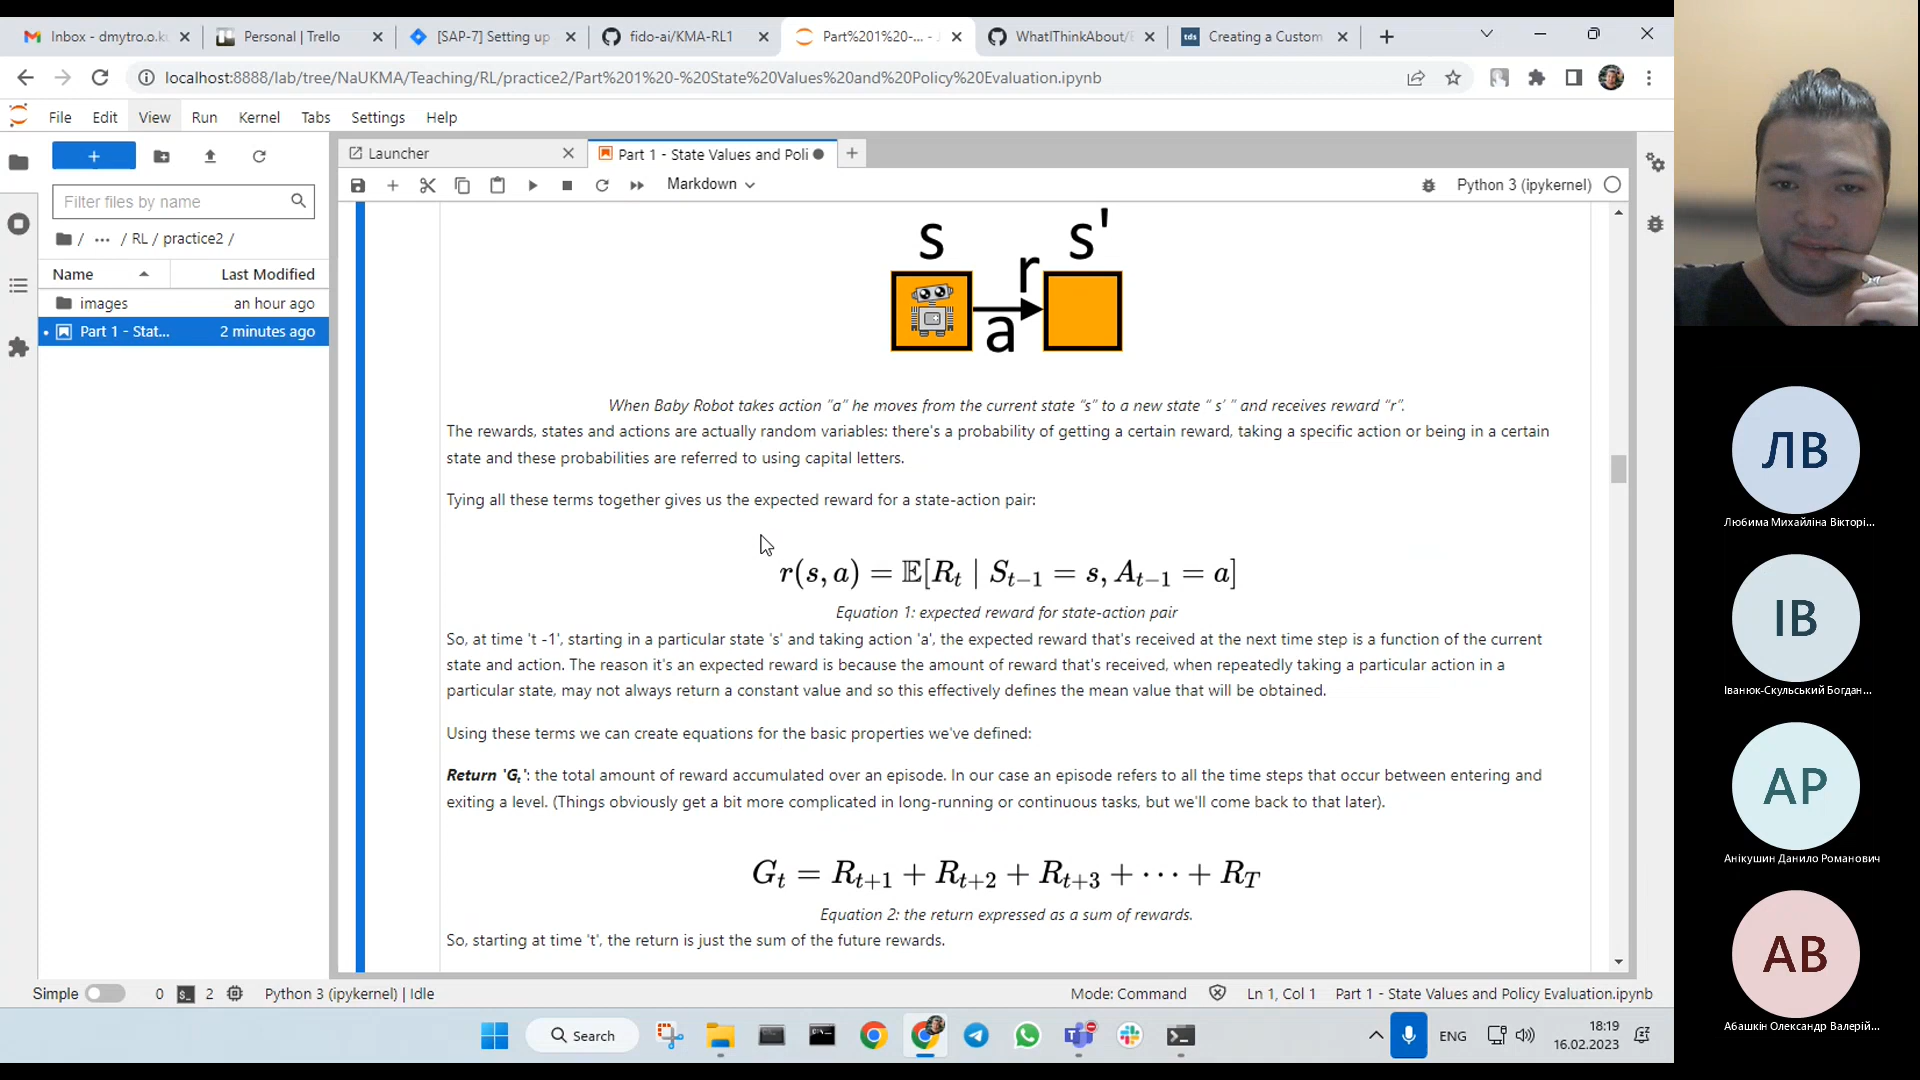 Inbox - dmytro.o.k
Personal | Trello
[SAP-7] Setting up
fido-ai/KMA-RL1
Part%201%20-...
WhatIThinkAbout/
tds
Creating a Custom
localhost:8888/lab/tree/NaUKMA/Teaching/RL/practice2/Part%201%20-%20State%20Values%20and%20Policy%20Evaluation.ipynb
File Edit View Run Kernel Tabs Settings Help
Launcher
Part 1 - State Values and Poli
Filter files by name
Markdown
Python 3 (ipykernel)
/ ... / RL / practice2 /
Name Last Modified
images an hour ago
Part 1 - Stat... 2 minutes ago
s s'
r
a
When Baby Robot takes action “a” he moves from the current state “s” to a new state “ s’ ” and receives reward “r”.
The rewards, states and actions are actually random variables: there's a probability of getting a certain reward, taking a specific action or being in a certain
state and these probabilities are referred to using capital letters.
Tying all these terms together gives us the expected reward for a state-action pair:
r(s, a) = 𝔼[R_t | S_{t−1} = s, A_{t−1} = a]
Equation 1: expected reward for state-action pair
So, at time 't -1', starting in a particular state 's' and taking action 'a', the expected reward that's received at the next time step is a function of the current
state and action. The reason it's an expected reward is because the amount of reward that's received, when repeatedly taking a particular action in a
particular state, may not always return a constant value and so this effectively defines the mean value that will be obtained.
Using these terms we can create equations for the basic properties we've defined:
Return 'G_t': the total amount of reward accumulated over an episode. In our case an episode refers to all the time steps that occur between entering and
exiting a level. (Things obviously get a bit more complicated in long-running or continuous tasks, but we'll come back to that later).
G_t = R_{t+1} + R_{t+2} + R_{t+3} + ··· + R_T
Equation 2: the return expressed as a sum of rewards.
So, starting at time 't', the return is just the sum of the future rewards.
Simple 0 2 Python 3 (ipykernel) | Idle
Mode: Command Ln 1, Col 1 Part 1 - State Values and Policy Evaluation.ipynb
Search
ENG
18:19
16.02.2023
ЛВ
Любима Михайліна Вікторі...
ІВ
Іванюк-Скульський Богдан...
АР
Анікушин Данило Романович
АВ
Абашкін Олександр Валерій...